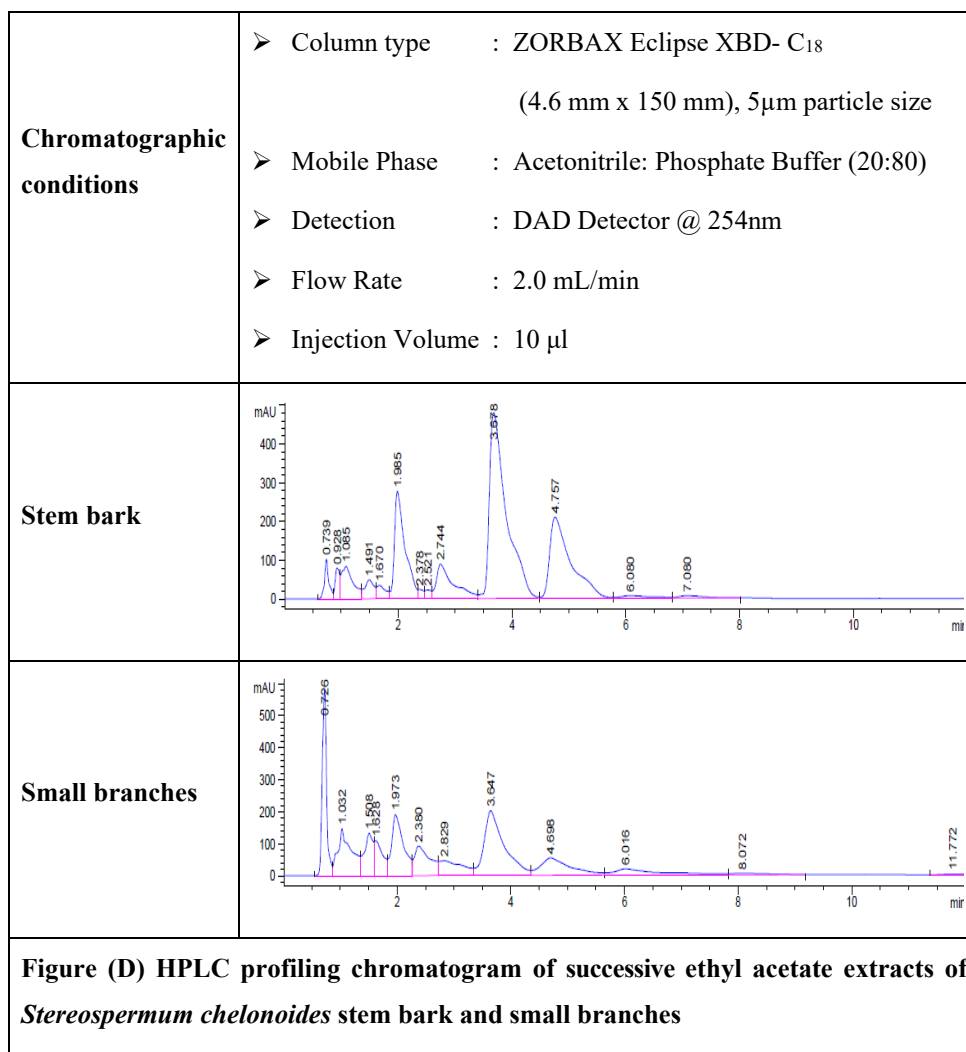 Chromatographic
conditions
➢ Column type : ZORBAX Eclipse XBD- C18
(4.6 mm x 150 mm), 5µm particle size
➢ Mobile Phase : Acetonitrile: Phosphate Buffer (20:80)
➢ Detection : DAD Detector @ 254nm
➢ Flow Rate : 2.0 mL/min
➢ Injection Volume : 10 µl
Stem bark
mAU
400
300
200
100
0
0.739
0.928
1.085
1.491
1.670
1.985
2.378
2.521
2.744
3.678
4.757
6.080
7.080
2 4 6 8 10 min
Small branches
mAU
500
400
300
200
100
0
0.726
1.032
1.508
1.628
1.973
2.380
2.829
3.647
4.698
6.016
8.072
11.772
2 4 6 8 10 min
Figure (D) HPLC profiling chromatogram of successive ethyl acetate extracts of
Stereospermum chelonoides stem bark and small branches